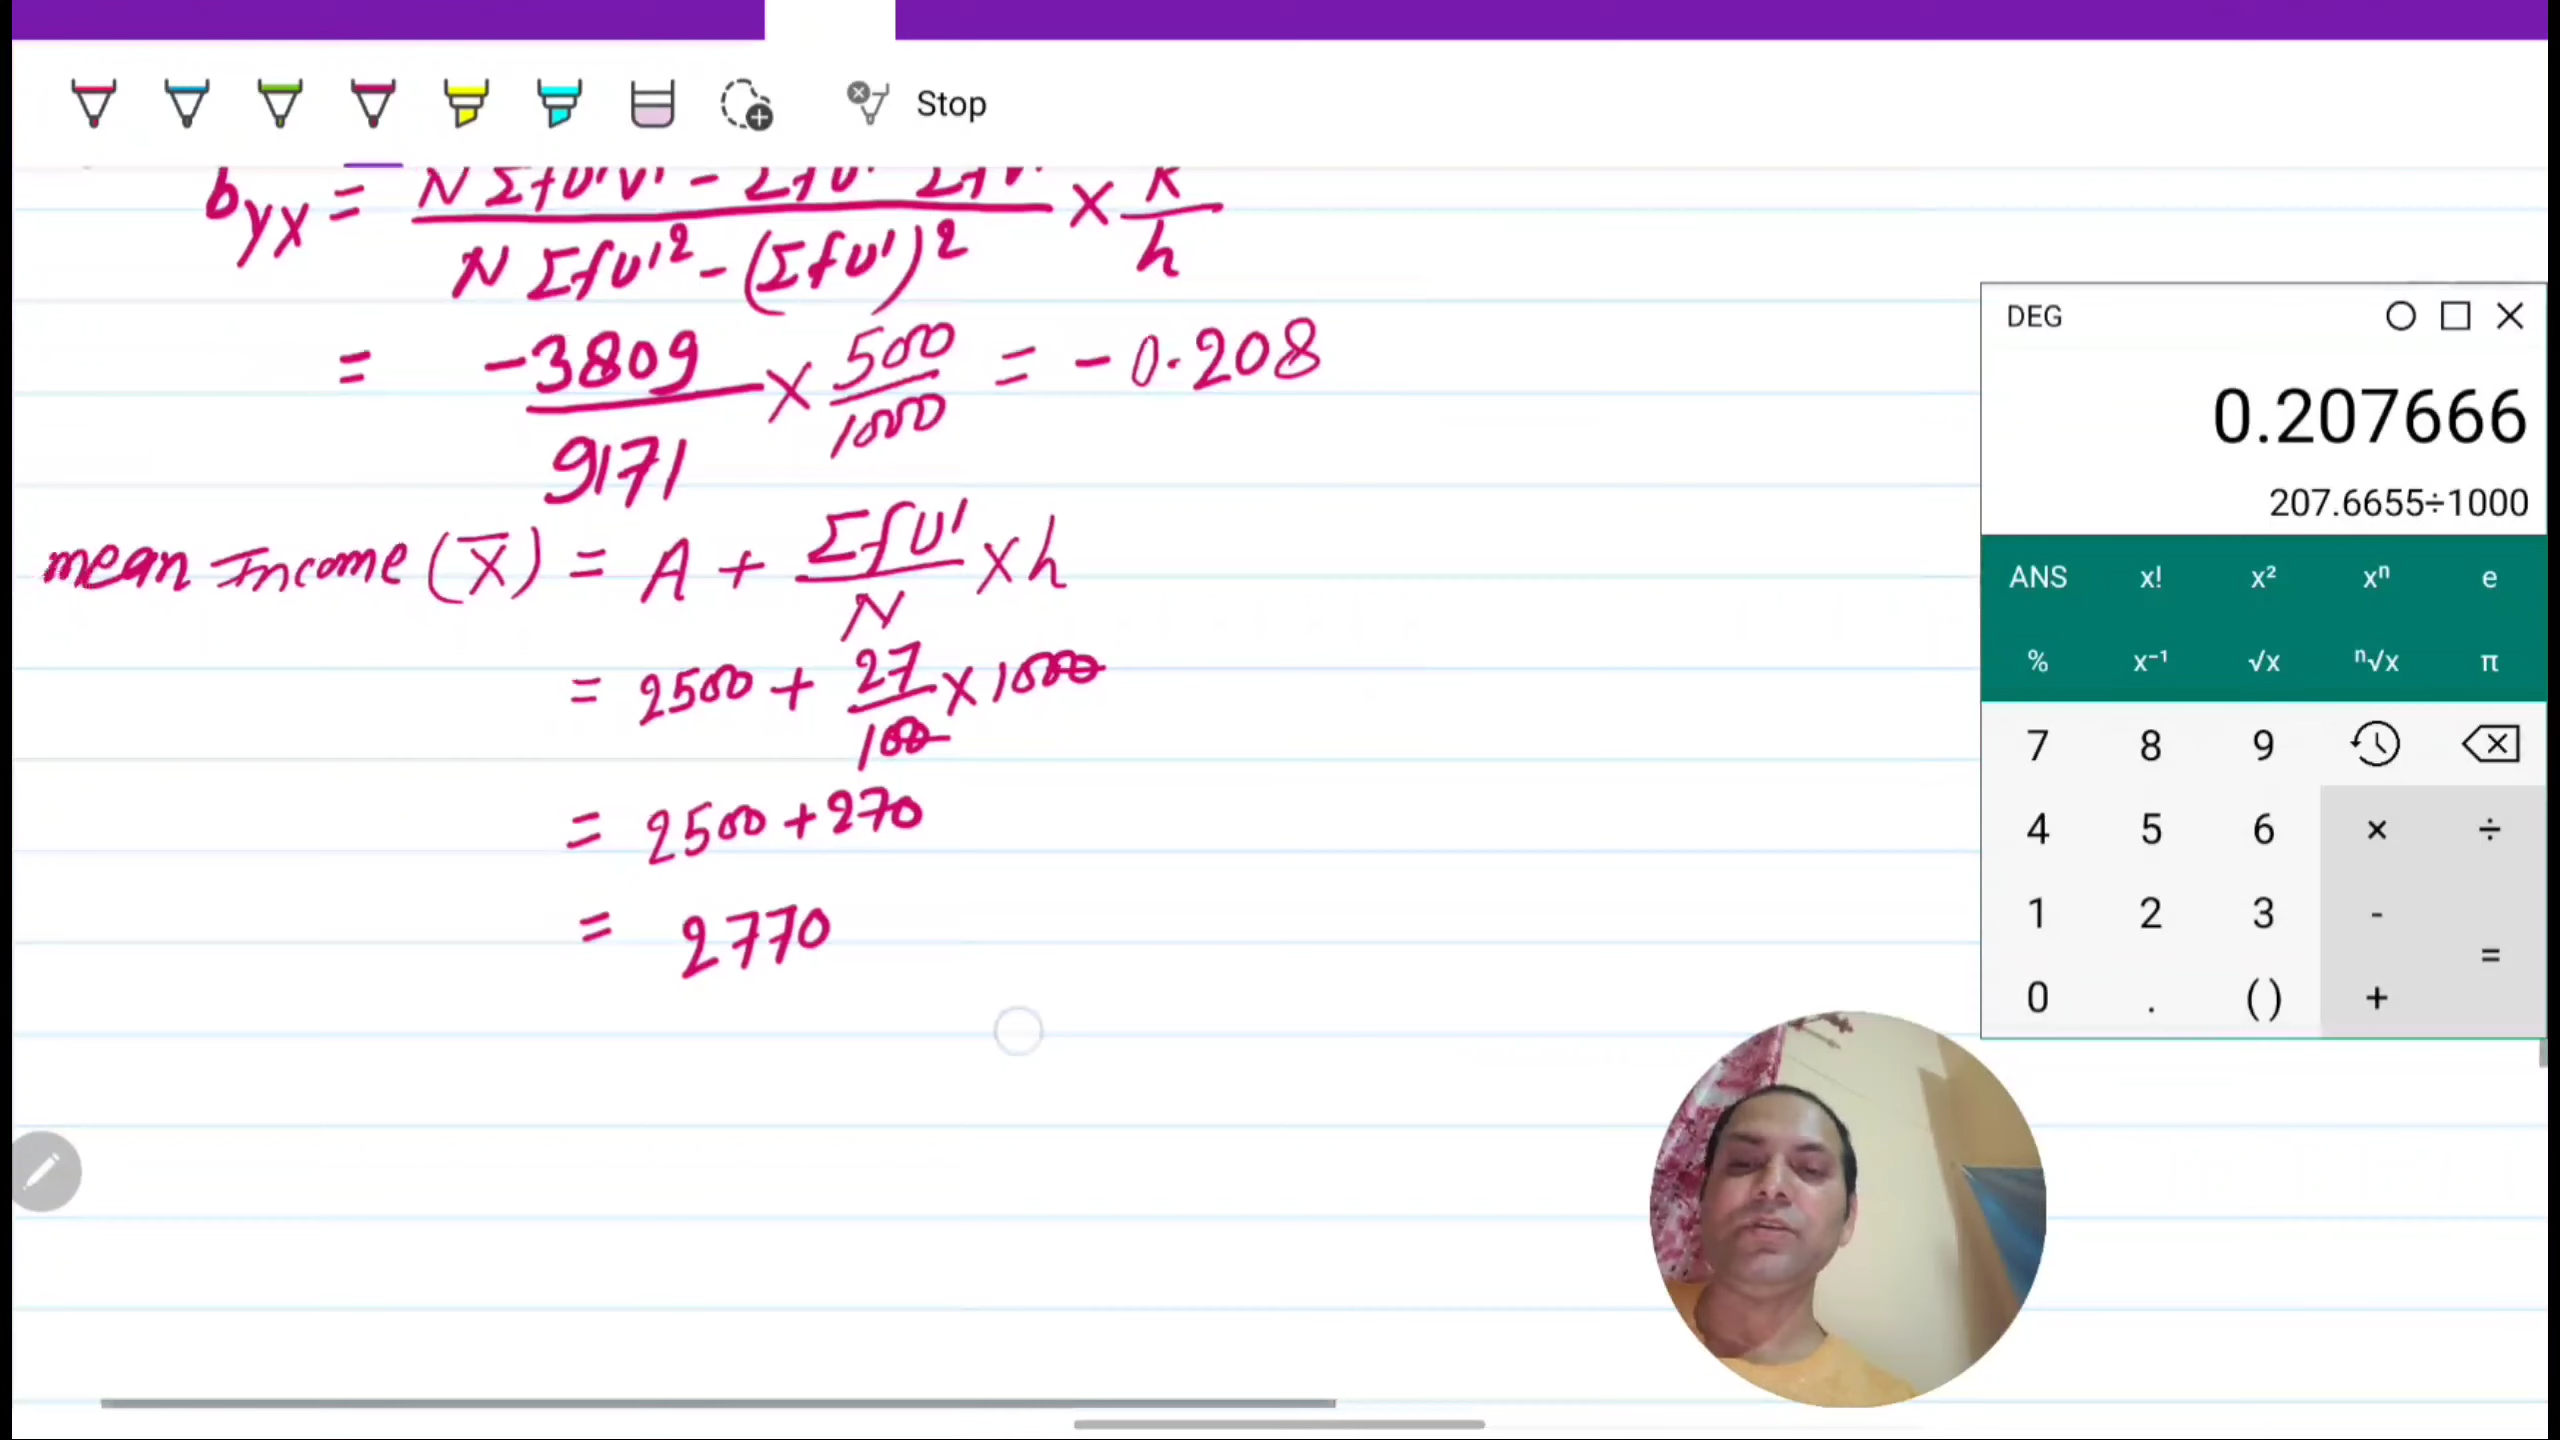 Stop
byx = N Σfu'v' - Σfu' Σfv' × k/h
N Σfu'² - (Σfu')²
= -3809/9171 × 500/1000 = -0.208
mean Income (X̄) = A + Σfu'/N × h
= 2500 + 27/100 × 1000
= 2500 + 270
= 2770
DEG
0.207666
207.6655÷1000
ANS x! x² xⁿ e
% x⁻¹ √x ⁿ√x π
7 8 9
4 5 6 × ÷
1 2 3 - =
0 . ( ) +